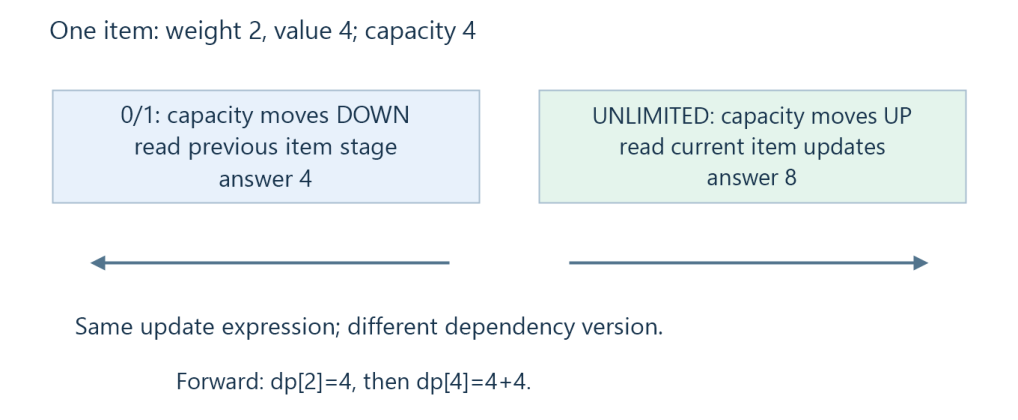 One item: weight 2, value 4; capacity 4
0/1: capacity moves DOWN
read previous item stage
answer 4
UNLIMITED: capacity moves UP
read current item updates
answer 8
Same update expression; different dependency version.
Forward: dp[2]=4, then dp[4]=4+4.